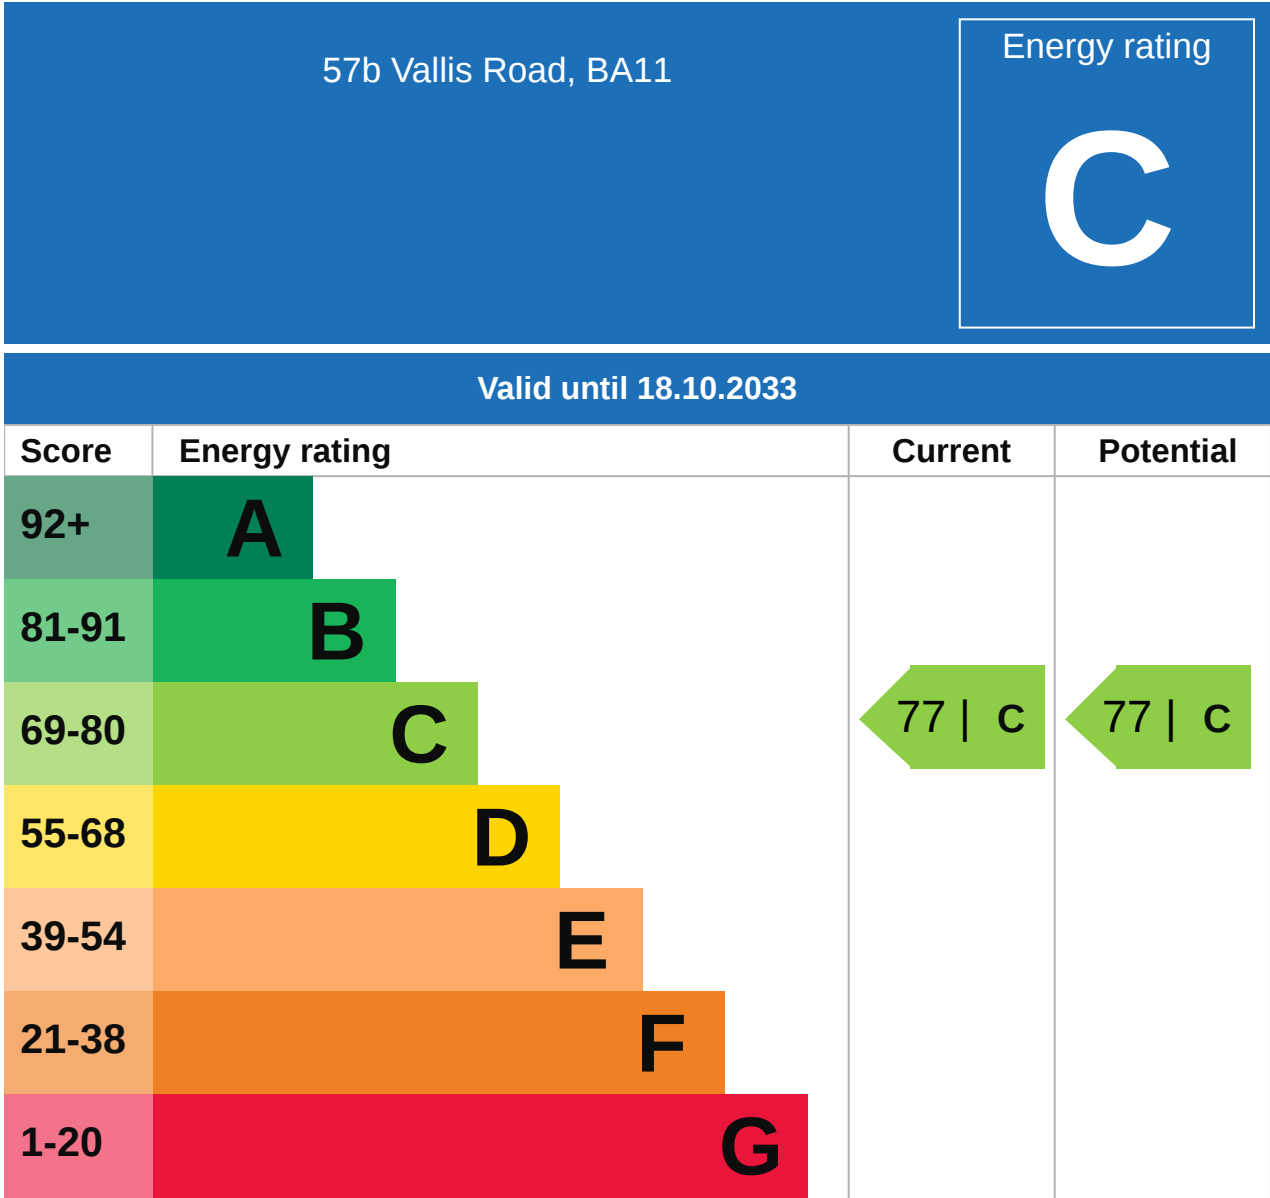 57b Vallis Road, BA11
Energy rating
C
Valid until 18.10.2033
Score Energy rating Current Potential
92+ A
81-91 B
69-80 C 77 | C 77 | C
55-68 D
39-54 E
21-38 F
1-20 G